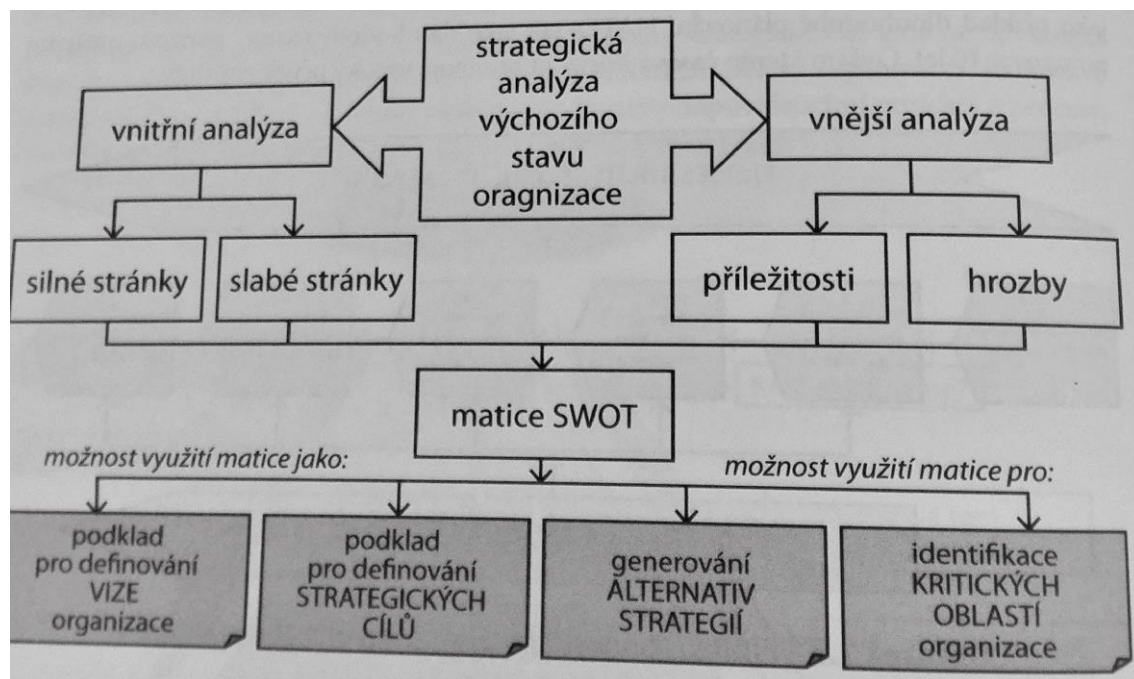 strategická
analýza
výchozího
stavu
oragnizace
vnitřní analýza
vnější analýza
silné stránky
slabé stránky
příležitosti
hrozby
matice SWOT
možnost využití matice jako:
možnost využití matice pro:
podklad
pro definování
VIZE
organizace
podklad
pro definování
STRATEGICKÝCH
CÍLŮ
generování
ALTERNATIV
STRATEGIÍ
identifikace
KRITICKÝCH
OBLASTÍ
organizace